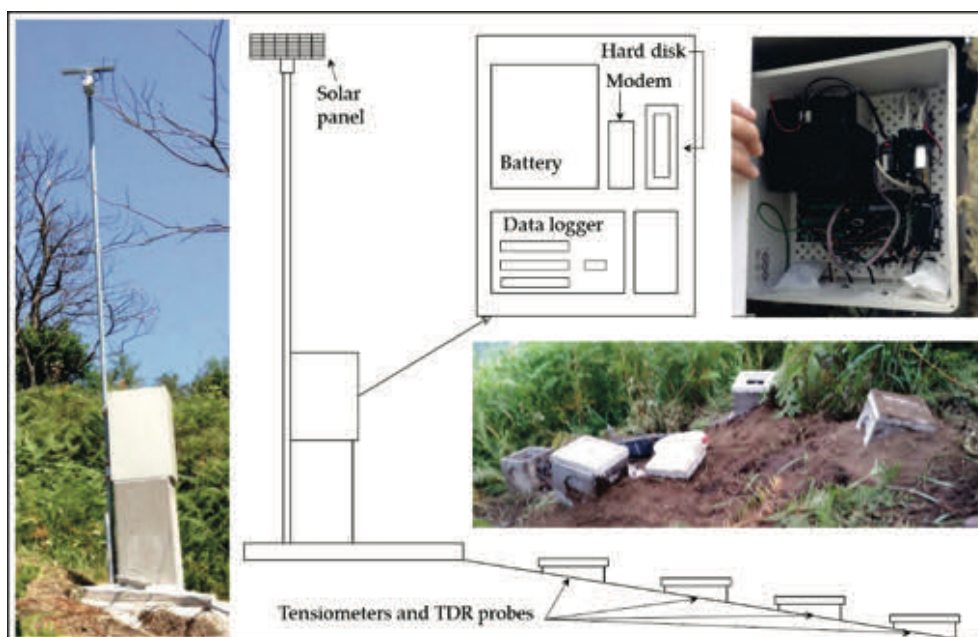 Solar
panel
Hard disk
Modem
Battery
Data logger
Tensiometers and TDR probes